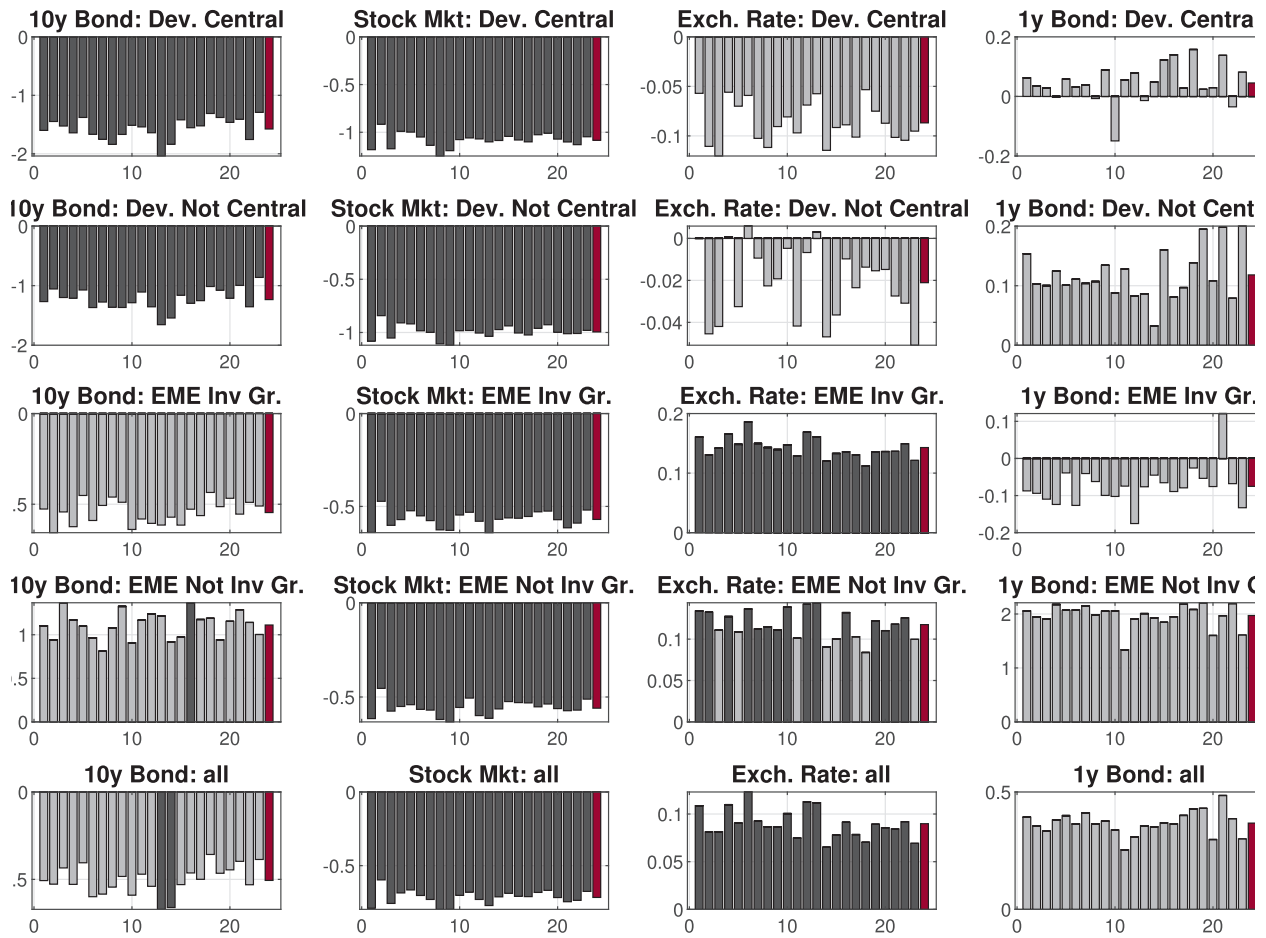 10y Bond: Dev. Central Stock Mkt: Dev. Central Exch. Rate: Dev. Central 1y Bond: Dev. Centra
0 0 0 0.2
-1 -0.5 -0.05 0
-2 -1 -0.1 -0.2
0 10 20 0 10 20 0 10 20 0 10 20
10y Bond: Dev. Not Central Stock Mkt: Dev. Not Central Exch. Rate: Dev. Not Central 1y Bond: Dev. Not Cent
0 0 0 0.2
-1 -0.5 -0.02 0.1
-2 -1 -0.04 0
0 10 20 0 10 20 0 10 20 0 10 20
10y Bond: EME Inv Gr. Stock Mkt: EME Inv Gr. Exch. Rate: EME Inv Gr. 1y Bond: EME Inv Gr.
0 0 0.2 0.1
.5 -0.5 0.1 0
0 -0.1
-0.2
0 10 20 0 10 20 0 10 20 0 10 20
10y Bond: EME Not Inv Gr. Stock Mkt: EME Not Inv Gr. Exch. Rate: EME Not Inv Gr. 1y Bond: EME Not Inv
1 0 0.1 2
.5 -0.5 0.05 1
0 0 0
0 10 20 0 10 20 0 10 20 0 10 20
10y Bond: all Stock Mkt: all Exch. Rate: all 1y Bond: all
0 0 0.1 0.5
.5 -0.5 0.05 0
0
0 10 20 0 10 20 0 10 20 0 10 20